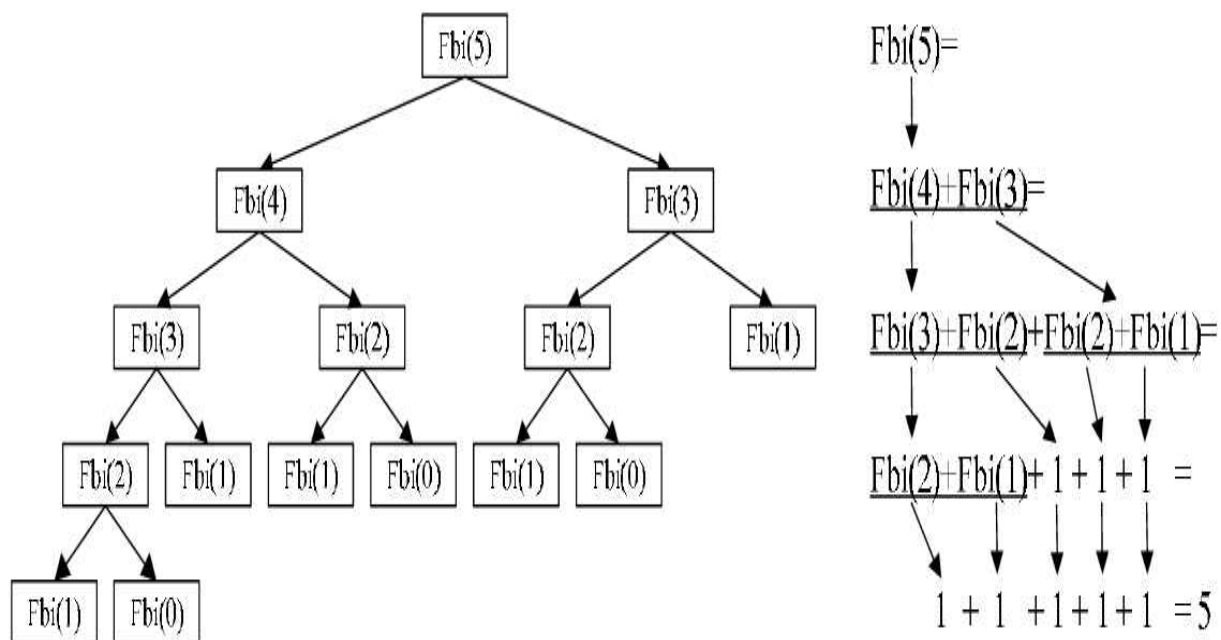 Fbi(5)
Fbi(4)
Fbi(3)
Fbi(3)
Fbi(2)
Fbi(2)
Fbi(1)
Fbi(2)
Fbi(1)
Fbi(1)
Fbi(0)
Fbi(1)
Fbi(0)
Fbi(1)
Fbi(0)
Fbi(5)=
Fbi(4)+Fbi(3)=
Fbi(3)+Fbi(2)+Fbi(2)+Fbi(1)=
Fbi(2)+Fbi(1)+1+1+1 =
1 + 1 +1+1+1 =5